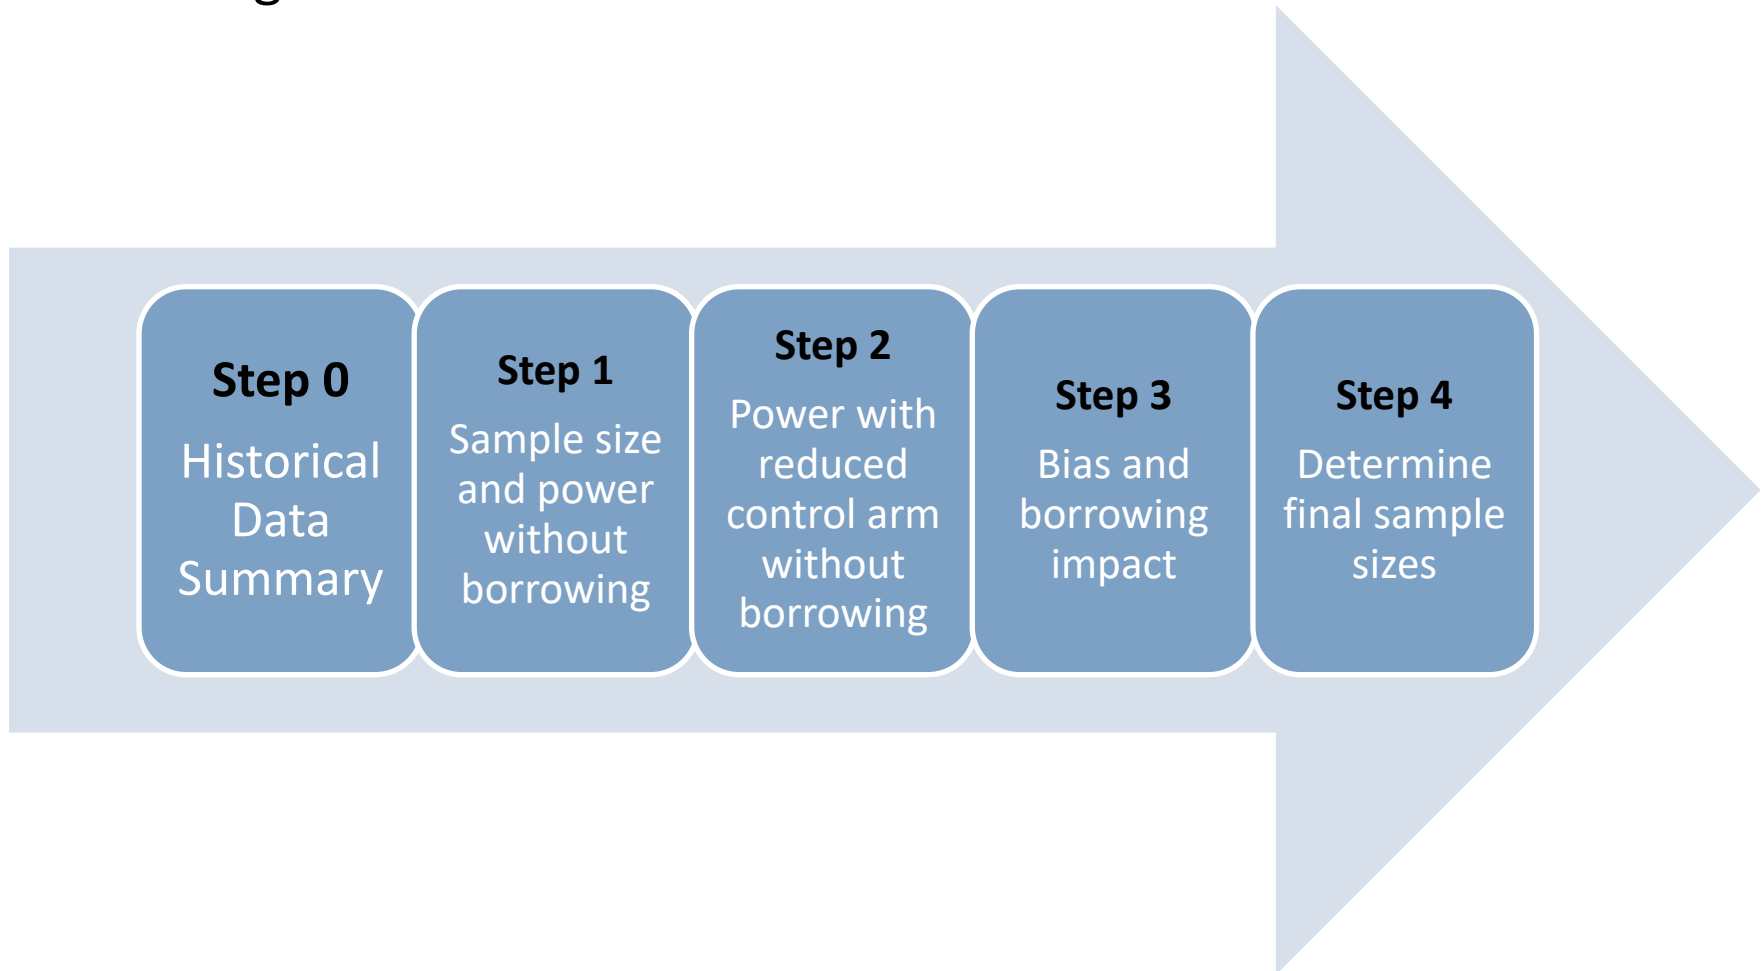 Step 0
Historical
Data
Summary
Step 1
Sample size
and power
without
borrowing
Step 2
Power with
reduced
control arm
without
borrowing
Step 3
Bias and
borrowing
impact
Step 4
Determine
final sample
sizes